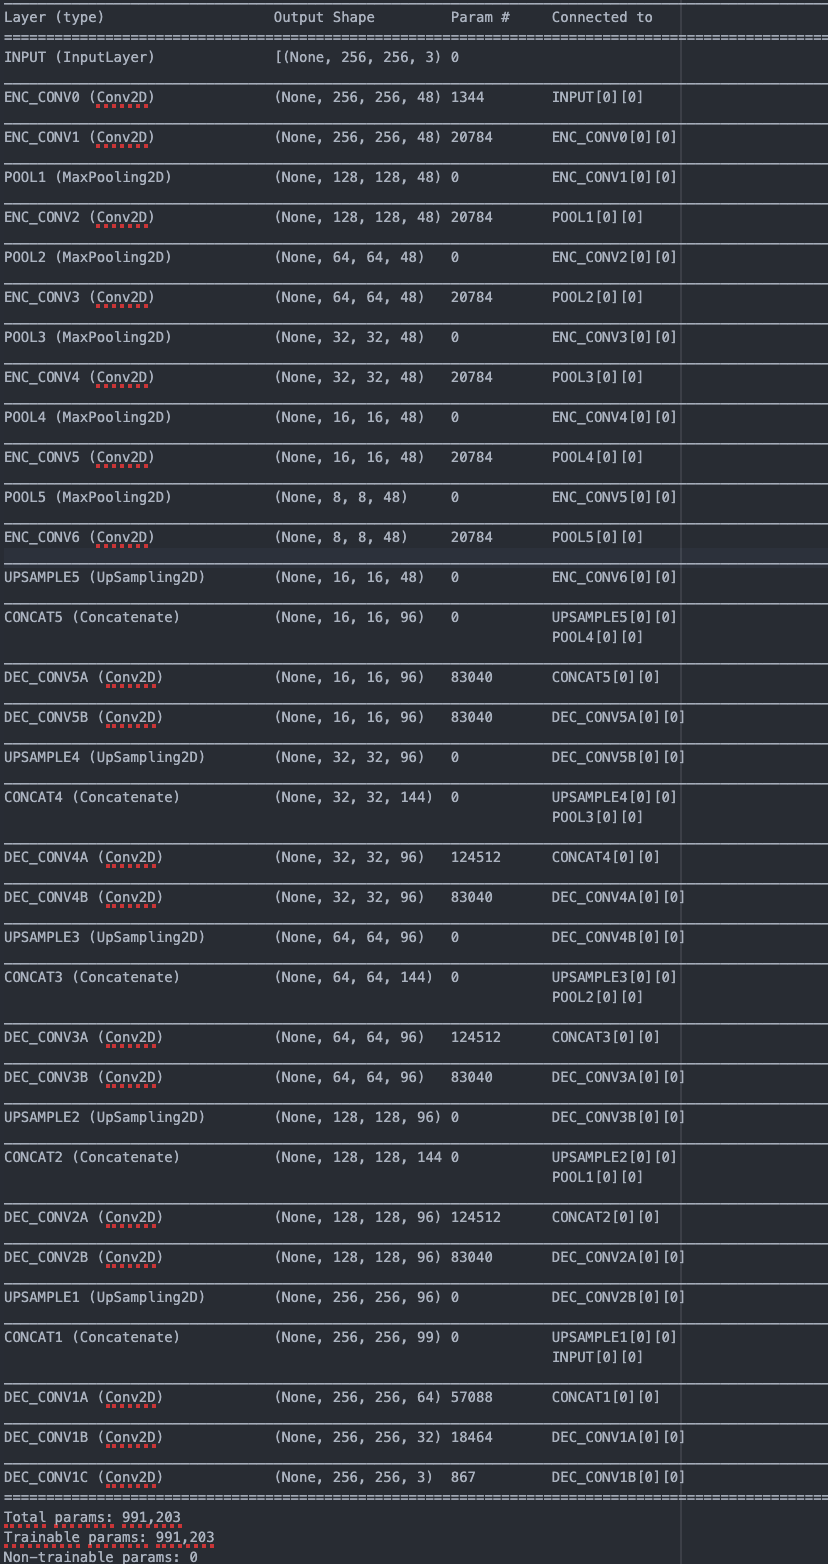 Layer (type) Output Shape Param # Connected to
==================================================================================================
INPUT (InputLayer) [(None, 256, 256, 3) 0
ENC_CONV0 (Conv2D) (None, 256, 256, 48) 1344 INPUT[0][0]
ENC_CONV1 (Conv2D) (None, 256, 256, 48) 20784 ENC_CONV0[0][0]
POOL1 (MaxPooling2D) (None, 128, 128, 48) 0 ENC_CONV1[0][0]
ENC_CONV2 (Conv2D) (None, 128, 128, 48) 20784 POOL1[0][0]
POOL2 (MaxPooling2D) (None, 64, 64, 48) 0 ENC_CONV2[0][0]
ENC_CONV3 (Conv2D) (None, 64, 64, 48) 20784 POOL2[0][0]
POOL3 (MaxPooling2D) (None, 32, 32, 48) 0 ENC_CONV3[0][0]
ENC_CONV4 (Conv2D) (None, 32, 32, 48) 20784 POOL3[0][0]
POOL4 (MaxPooling2D) (None, 16, 16, 48) 0 ENC_CONV4[0][0]
ENC_CONV5 (Conv2D) (None, 16, 16, 48) 20784 POOL4[0][0]
POOL5 (MaxPooling2D) (None, 8, 8, 48) 0 ENC_CONV5[0][0]
ENC_CONV6 (Conv2D) (None, 8, 8, 48) 20784 POOL5[0][0]
UPSAMPLE5 (UpSampling2D) (None, 16, 16, 48) 0 ENC_CONV6[0][0]
CONCAT5 (Concatenate) (None, 16, 16, 96) 0 UPSAMPLE5[0][0]
POOL4[0][0]
DEC_CONV5A (Conv2D) (None, 16, 16, 96) 83040 CONCAT5[0][0]
DEC_CONV5B (Conv2D) (None, 16, 16, 96) 83040 DEC_CONV5A[0][0]
UPSAMPLE4 (UpSampling2D) (None, 32, 32, 96) 0 DEC_CONV5B[0][0]
CONCAT4 (Concatenate) (None, 32, 32, 144) 0 UPSAMPLE4[0][0]
POOL3[0][0]
DEC_CONV4A (Conv2D) (None, 32, 32, 96) 124512 CONCAT4[0][0]
DEC_CONV4B (Conv2D) (None, 32, 32, 96) 83040 DEC_CONV4A[0][0]
UPSAMPLE3 (UpSampling2D) (None, 64, 64, 96) 0 DEC_CONV4B[0][0]
CONCAT3 (Concatenate) (None, 64, 64, 144) 0 UPSAMPLE3[0][0]
POOL2[0][0]
DEC_CONV3A (Conv2D) (None, 64, 64, 96) 124512 CONCAT3[0][0]
DEC_CONV3B (Conv2D) (None, 64, 64, 96) 83040 DEC_CONV3A[0][0]
UPSAMPLE2 (UpSampling2D) (None, 128, 128, 96) 0 DEC_CONV3B[0][0]
CONCAT2 (Concatenate) (None, 128, 128, 144 0 UPSAMPLE2[0][0]
POOL1[0][0]
DEC_CONV2A (Conv2D) (None, 128, 128, 96) 124512 CONCAT2[0][0]
DEC_CONV2B (Conv2D) (None, 128, 128, 96) 83040 DEC_CONV2A[0][0]
UPSAMPLE1 (UpSampling2D) (None, 256, 256, 96) 0 DEC_CONV2B[0][0]
CONCAT1 (Concatenate) (None, 256, 256, 99) 0 UPSAMPLE1[0][0]
INPUT[0][0]
DEC_CONV1A (Conv2D) (None, 256, 256, 64) 57088 CONCAT1[0][0]
DEC_CONV1B (Conv2D) (None, 256, 256, 32) 18464 DEC_CONV1A[0][0]
DEC_CONV1C (Conv2D) (None, 256, 256, 3) 867 DEC_CONV1B[0][0]
==================================================================================================
Total params: 991,203
Trainable params: 991,203
Non-trainable params: 0